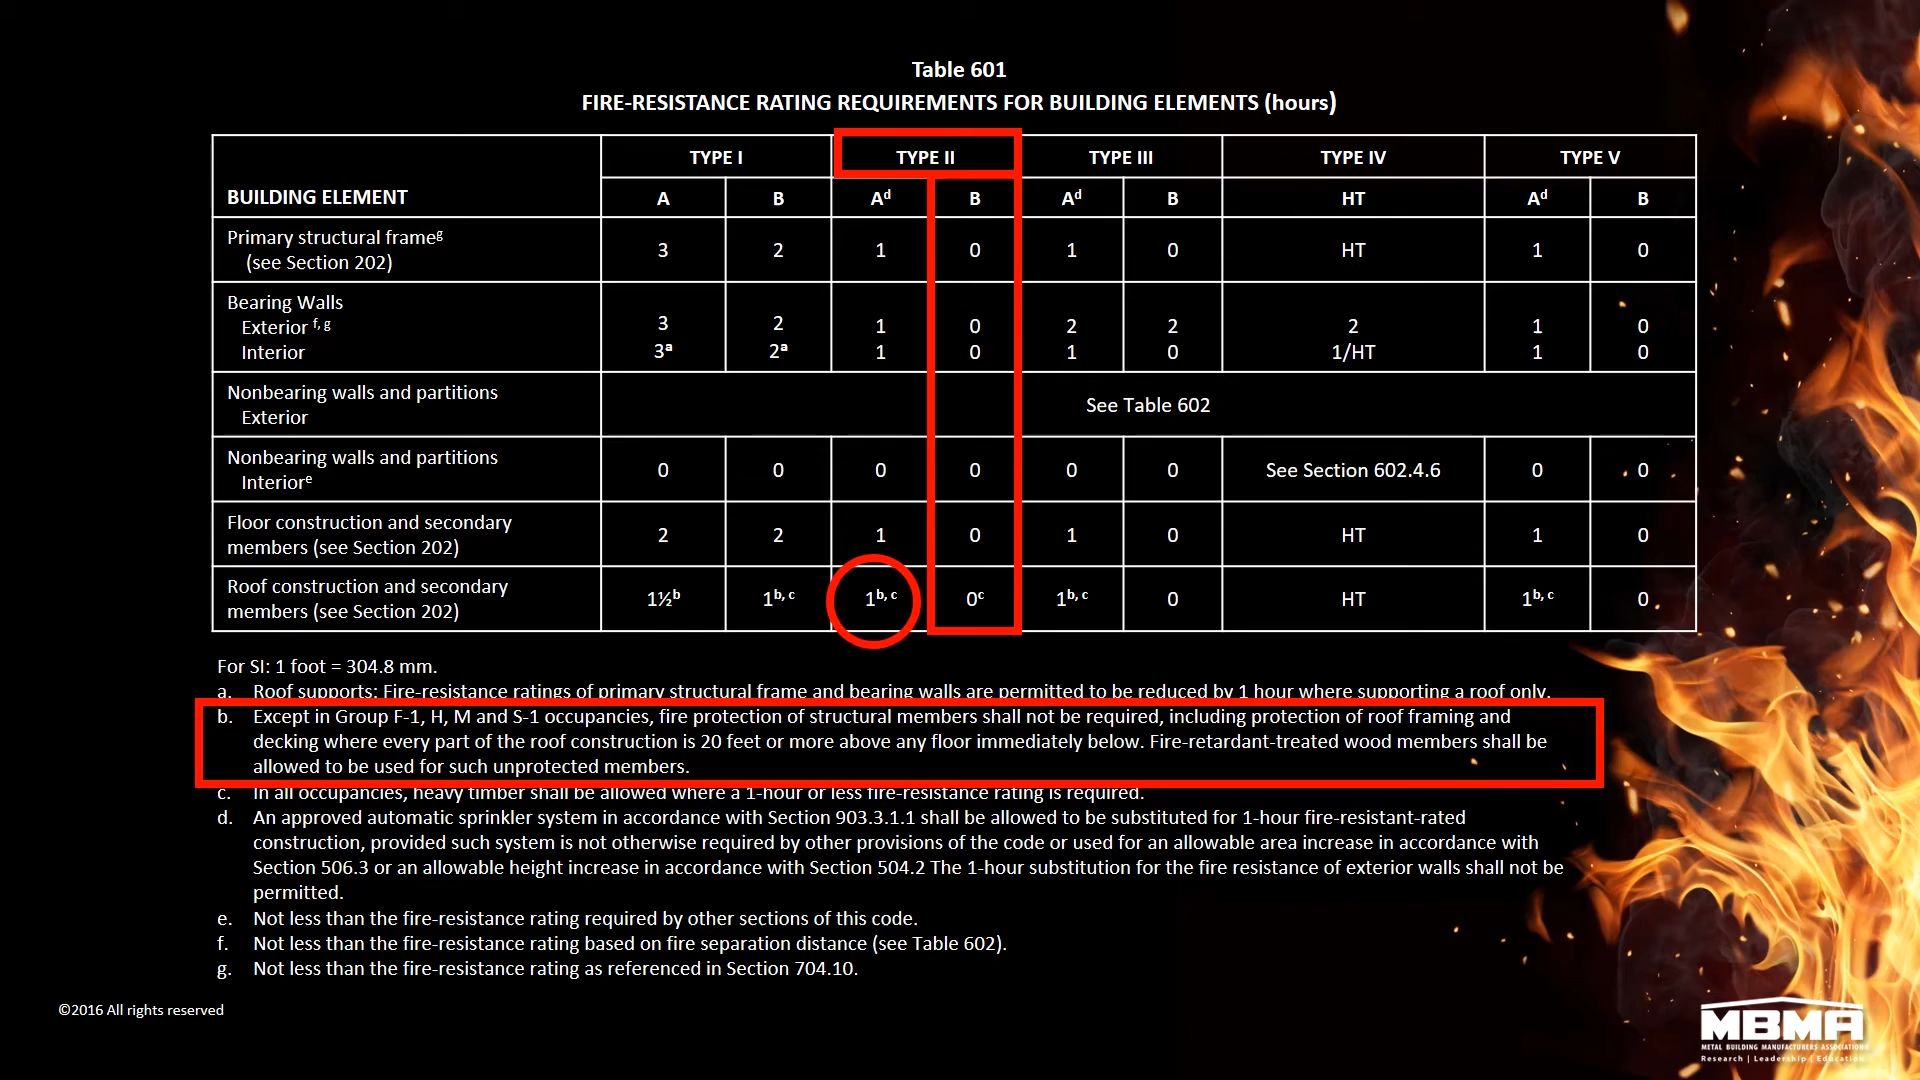 Table 601
FIRE-RESISTANCE RATING REQUIREMENTS FOR BUILDING ELEMENTS (hours)
BUILDING ELEMENT TYPE I TYPE II TYPE III TYPE IV TYPE V
A B Aᵈ B Aᵈ B HT Aᵈ B
Primary structural frameᵍ
(see Section 202) 3 2 1 0 1 0 HT 1 0
Bearing Walls
Exterior ᶠ, ᵍ 3 2 1 0 2 2 2 1 0
Interior 3ᵃ 2ᵃ 1 0 1 0 1/HT 1 0
Nonbearing walls and partitions
Exterior See Table 602
Nonbearing walls and partitions
Interiorᵉ 0 0 0 0 0 0 See Section 602.4.6 0 0
Floor construction and secondary
members (see Section 202) 2 2 1 0 1 0 HT 1 0
Roof construction and secondary
members (see Section 202) 1½ᵇ 1ᵇ, ᶜ 1ᵇ, ᶜ 0ᶜ 1ᵇ, ᶜ 0 HT 1ᵇ, ᶜ 0
For SI: 1 foot = 304.8 mm.
a. Roof supports: Fire-resistance ratings of primary structural frame and bearing walls are permitted to be reduced by 1 hour where supporting a roof only.
b. Except in Group F-1, H, M and S-1 occupancies, fire protection of structural members shall not be required, including protection of roof framing and
decking where every part of the roof construction is 20 feet or more above any floor immediately below. Fire-retardant-treated wood members shall be
allowed to be used for such unprotected members.
c. In all occupancies, heavy timber shall be allowed where a 1-hour or less fire-resistance rating is required.
d. An approved automatic sprinkler system in accordance with Section 903.3.1.1 shall be allowed to be substituted for 1-hour fire-resistant-rated
construction, provided such system is not otherwise required by other provisions of the code or used for an allowable area increase in accordance with
Section 506.3 or an allowable height increase in accordance with Section 504.2 The 1-hour substitution for the fire resistance of exterior walls shall not be
permitted.
e. Not less than the fire-resistance rating required by other sections of this code.
f. Not less than the fire-resistance rating based on fire separation distance (see Table 602).
g. Not less than the fire-resistance rating as referenced in Section 704.10.
©2016 All rights reserved
MBMA
METAL BUILDING MANUFACTURERS ASSOCIATION
Research | Leadership | Education